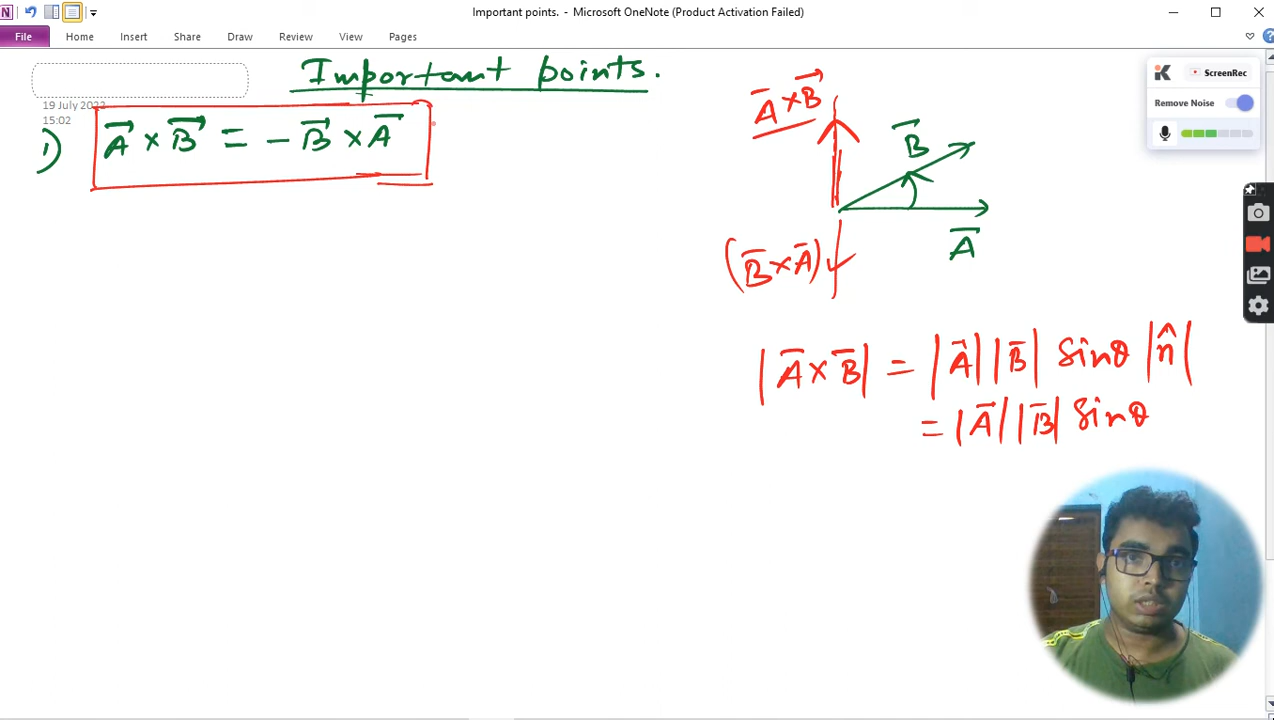 Important points. - Microsoft OneNote (Product Activation Failed)
File Home Insert Share Draw Review View Pages
Important points.
19 July 2022
15:02
1) A⃗ × B⃗ = - B⃗ × A̅
A̅ × B⃗
B⃗
A̅
(B̅ × A̅)
|A̅ × B̅| = |A⃗| |B̅| sinθ |n̂|
= |A⃗| |B̅| sinθ
ScreenRec
Remove Noise